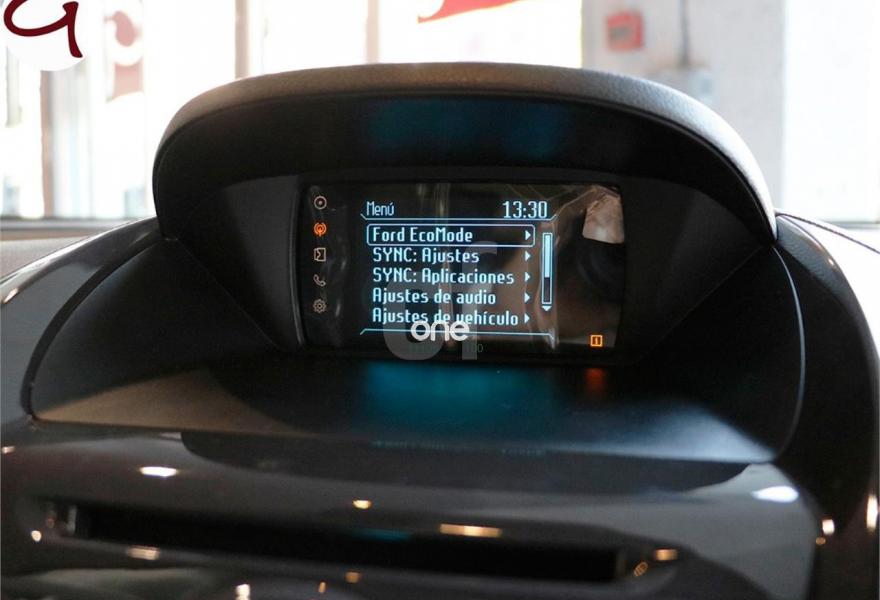 Menú 13:30
Ford EcoMode
SYNC: Ajustes
SYNC: Aplicaciones
Ajustes de audio
Ajustes de vehículo
one